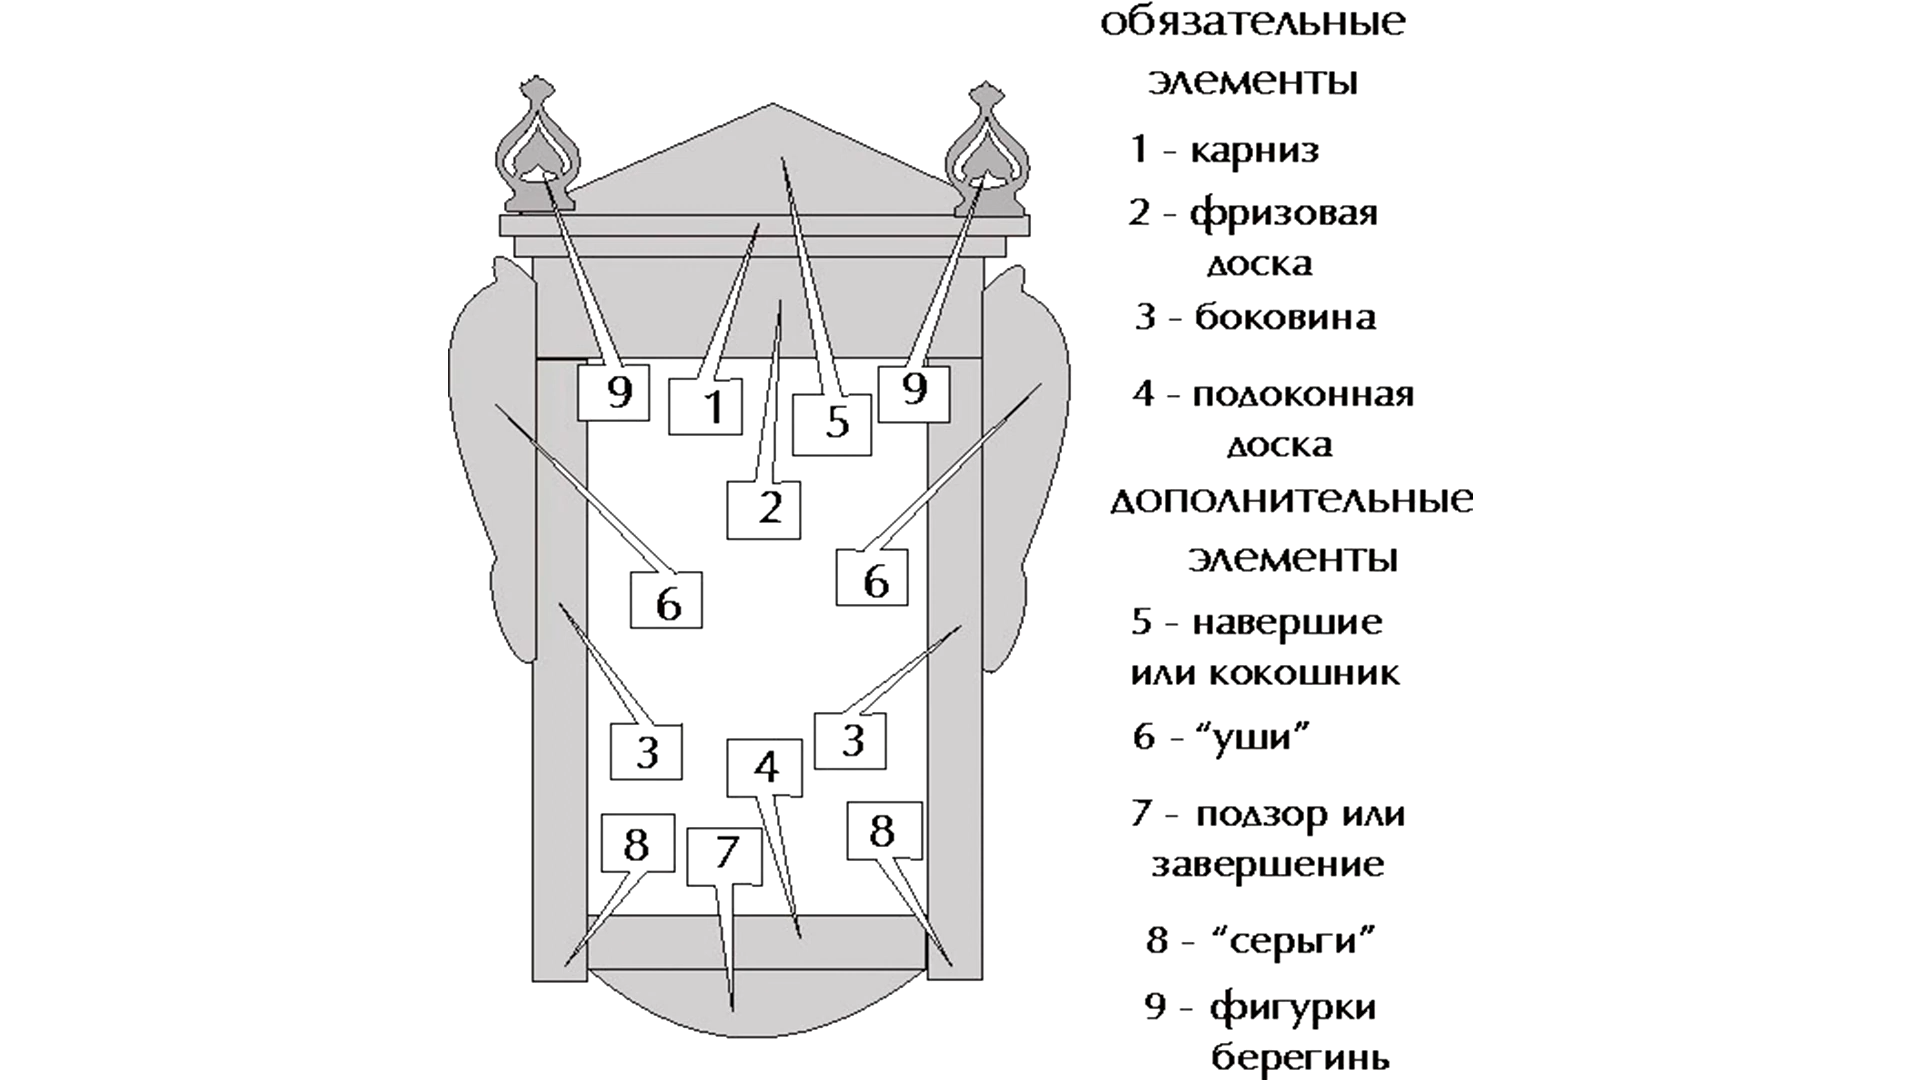 обязательные
элементы
1 - карниз
2 - фризовая
доска
3 - боковина
4 - подоконная
доска
дополнительные
элементы
5 - навершие
или кокошник
6 - “уши”
7 - подзор или
завершение
8 - “серьги”
9 - фигурки
берегинь
9
1
5
9
2
6
6
3
4
3
8
7
8